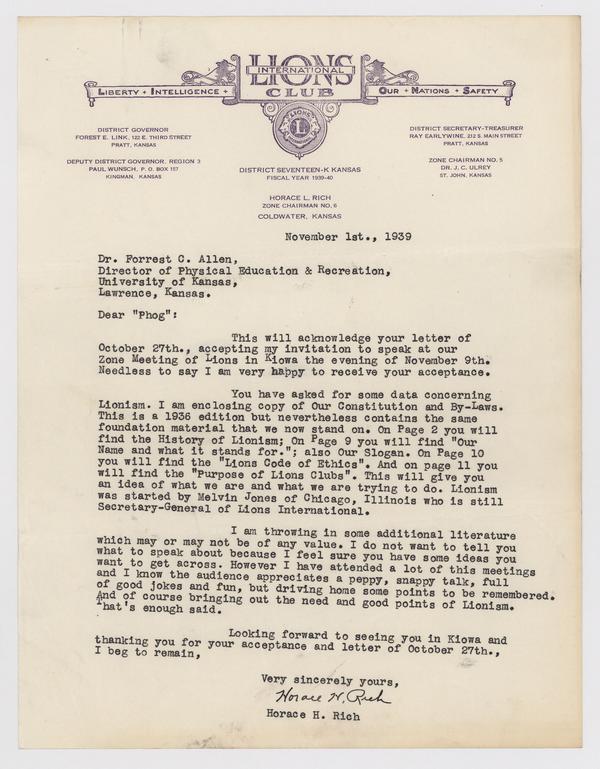 LIONS
INTERNATIONAL
CLUB
LIBERTY + INTELLIGENCE +
OUR + NATIONS + SAFETY
LIONS
L
INTERNATIONAL
DISTRICT GOVERNOR
FOREST E. LINK, 122 E. THIRD STREET
PRATT, KANSAS
DEPUTY DISTRICT GOVERNOR, REGION 3
PAUL WUNSCH, P. O. BOX 157
KINGMAN, KANSAS
DISTRICT SECRETARY-TREASURER
RAY EARLYWINE, 212 S. MAIN STREET
PRATT, KANSAS
ZONE CHAIRMAN NO. 5
DR. J. C. ULREY
ST. JOHN, KANSAS
DISTRICT SEVENTEEN-K KANSAS
FISCAL YEAR 1939-40
HORACE L. RICH
ZONE CHAIRMAN NO. 6
COLDWATER, KANSAS
November 1st., 1939
Dr. Forrest C. Allen,
Director of Physical Education & Recreation,
University of Kansas,
Lawrence, Kansas.
Dear "Phog":
This will acknowledge your letter of
October 27th., accepting my invitation to speak at our
Zone Meeting of Lions in Kiowa the evening of November 9th.
Needless to say I am very happy to receive your acceptance.
You have asked for some data concerning
Lionism. I am enclosing copy of Our Constitution and By-Laws.
This is a 1936 edition but nevertheless contains the same
foundation material that we now stand on. On Page 2 you will
find the History of Lionism; On Page 9 you will find "Our
Name and what it stands for."; also Our Slogan. On Page 10
you will find the "Lions Code of Ethics". And on page 11 you
will find the "Purpose of Lions Clubs". This will give you
an idea of what we are and what we are trying to do. Lionism
was started by Melvin Jones of Chicago, Illinois who is still
Secretary-General of Lions International.
I am throwing in some additional literature
which may or may not be of any value. I do not want to tell you
what to speak about because I feel sure you have some ideas you
want to get across. However I have attended a lot of this meetings
and I know the audience appreciates a peppy, snappy talk, full
of good jokes and fun, but driving home some points to be remembered.
And of course bringing out the need and good points of Lionism.
That's enough said.
Looking forward to seeing you in Kiowa and
thanking you for your acceptance and letter of October 27th.,
I beg to remain,
Very sincerely yours,
Horace H. Rich
Horace H. Rich